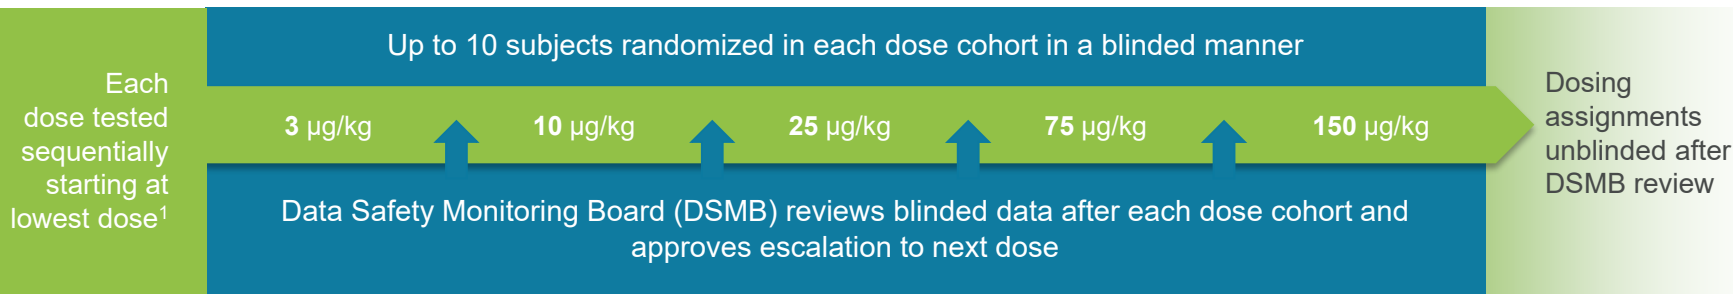 Each
dose tested
sequentially
starting at
lowest dose¹
Up to 10 subjects randomized in each dose cohort in a blinded manner
3 µg/kg
10 µg/kg
25 µg/kg
75 µg/kg
150 µg/kg
Data Safety Monitoring Board (DSMB) reviews blinded data after each dose cohort and
approves escalation to next dose
Dosing
assignments
unblinded after
DSMB review